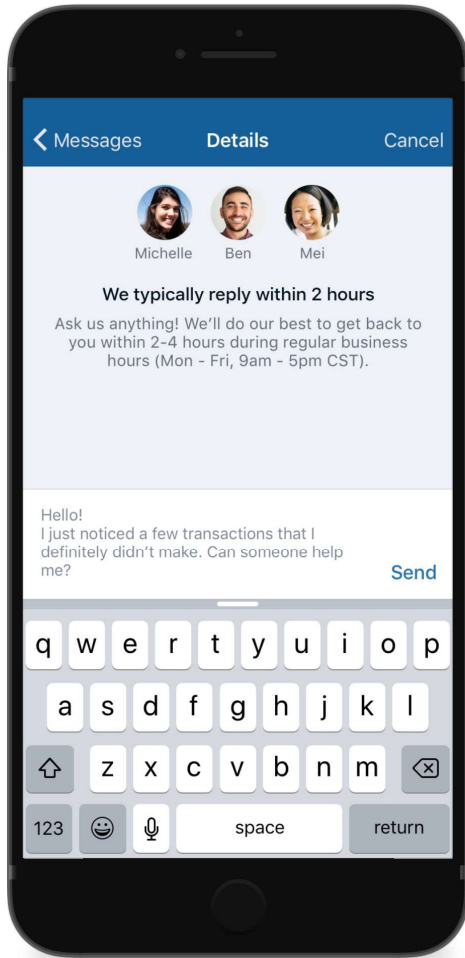 Messages Details Cancel
Michelle Ben Mei
We typically reply within 2 hours
Ask us anything! We’ll do our best to get back to
you within 2-4 hours during regular business
hours (Mon - Fri, 9am - 5pm CST).
Hello!
I just noticed a few transactions that I
definitely didn’t make. Can someone help
me?
Send
q w e r t y u i o p
a s d f g h j k l
z x c v b n m
123 space return